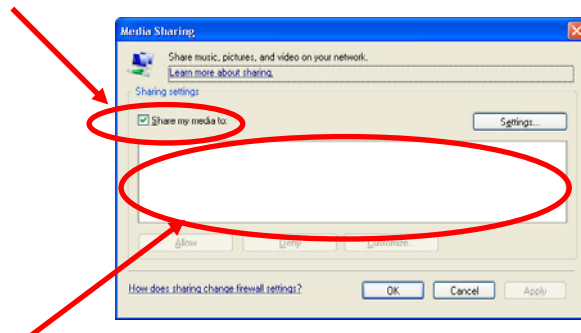 Media Sharing
Share music, pictures, and video on your network.
Learn more about sharing.
Sharing settings
Share my media to:
Settings...
Allow
Deny
Customize...
How does sharing change firewall settings?
OK
Cancel
Apply